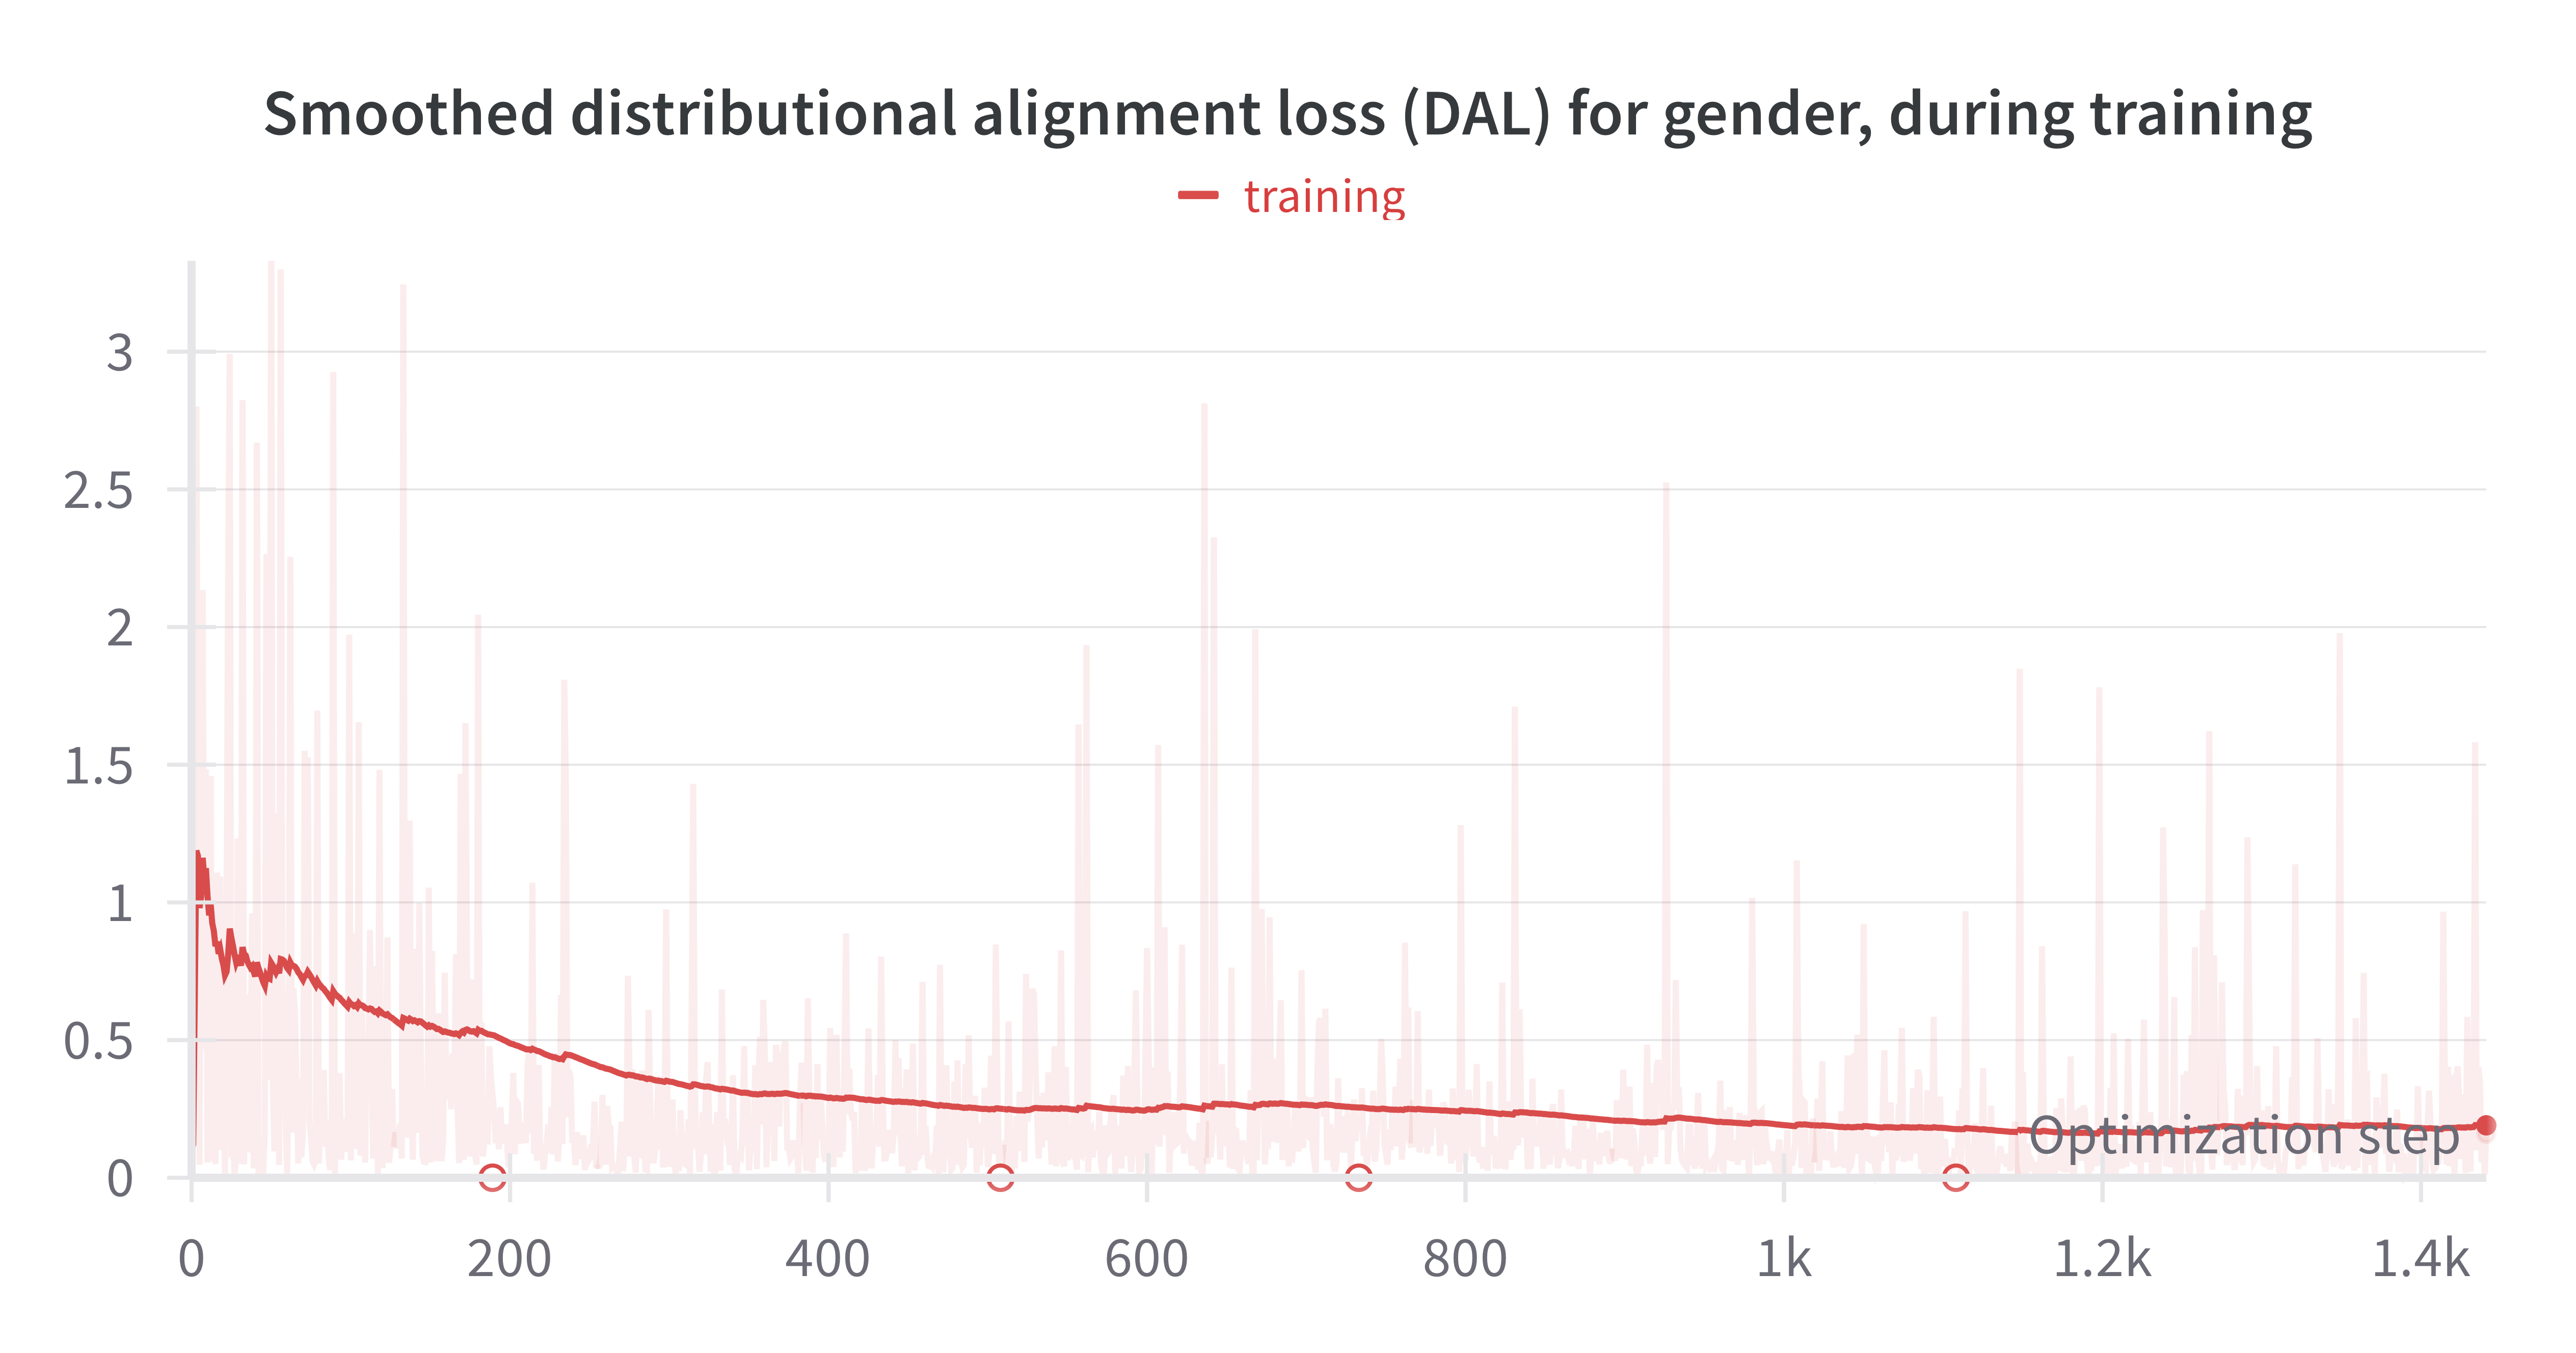 Smoothed distributional alignment loss (DAL) for gender, during training
training
3
2.5
2
1.5
1
0.5
0
Optimization step
0 200 400 600 800 1k 1.2k 1.4k